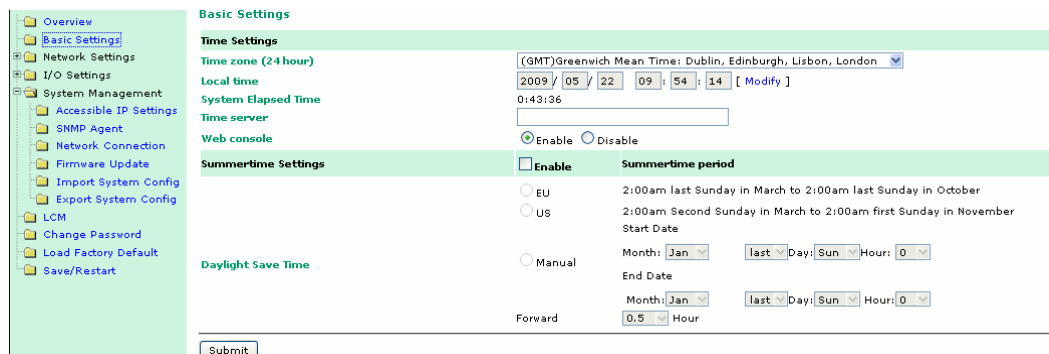 Overview
Basic Settings
Network Settings
I/O Settings
System Management
Accessible IP Settings
SNMP Agent
Network Connection
Firmware Update
Import System Config
Export System Config
LCM
Change Password
Load Factory Default
Save/Restart
Basic Settings
Time Settings
Time zone (24 hour) (GMT)Greenwich Mean Time: Dublin, Edinburgh, Lisbon, London
Local time 2009 / 05 / 22 09 : 54 : 14 [ Modify ]
System Elapsed Time 0:43:36
Time server
Web console Enable Disable
Summertime Settings Enable Summertime period
EU 2:00am last Sunday in March to 2:00am last Sunday in October
US 2:00am Second Sunday in March to 2:00am first Sunday in November
Start Date
Daylight Save Time Manual Month: Jan last Day: Sun Hour: 0
End Date
Month: Jan last Day: Sun Hour: 0
Forward 0.5 Hour
Submit